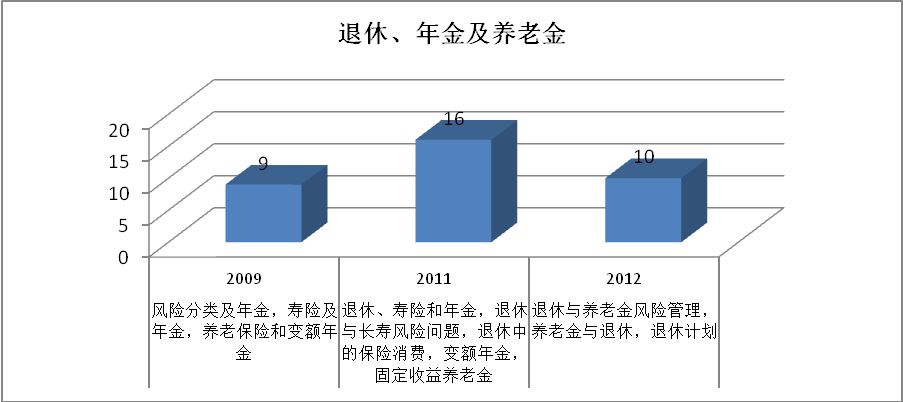 退休、年金及养老金
20
15
10
5
0
9
16
10
2009
2011
2012
风险分类及年金，寿险及
年金，养老保险和变额年
金
退休、寿险和年金，退休
与长寿风险问题，退休中
的保险消费，变额年金，
固定收益养老金
退休与养老金风险管理，
养老金与退休，退休计划